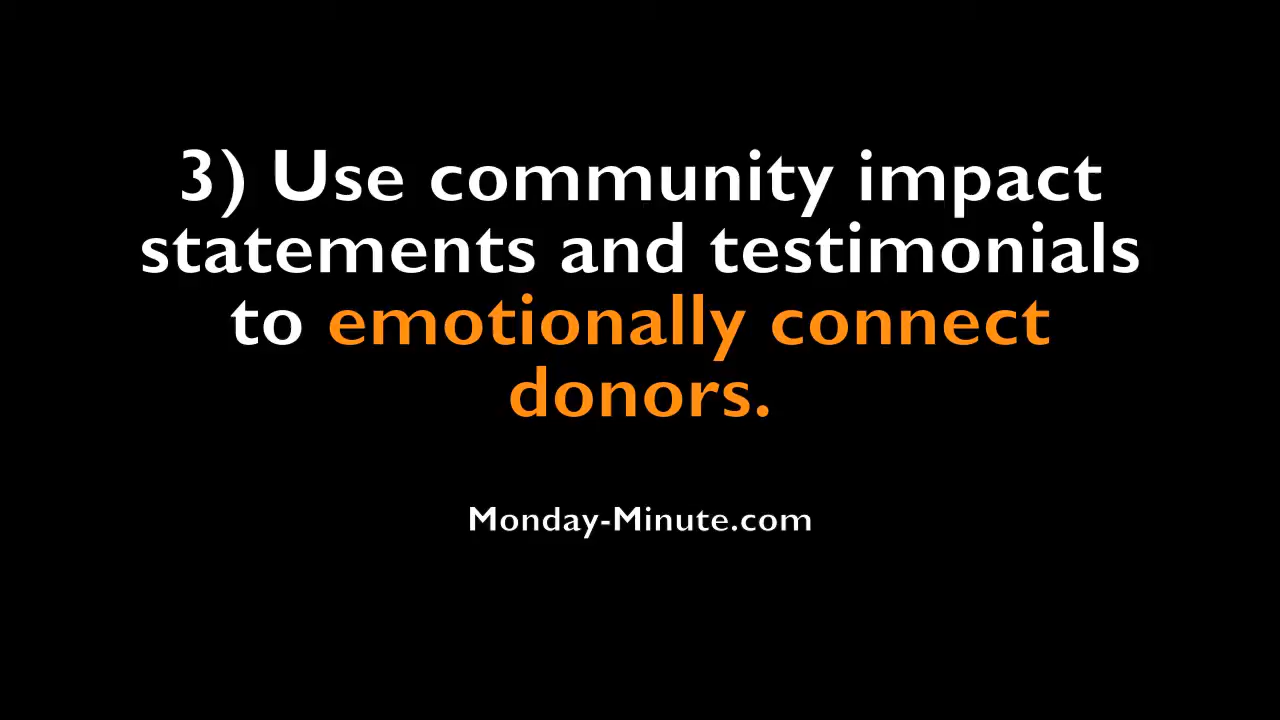 3) Use community impact
statements and testimonials
to emotionally connect
donors.
Monday-Minute.com